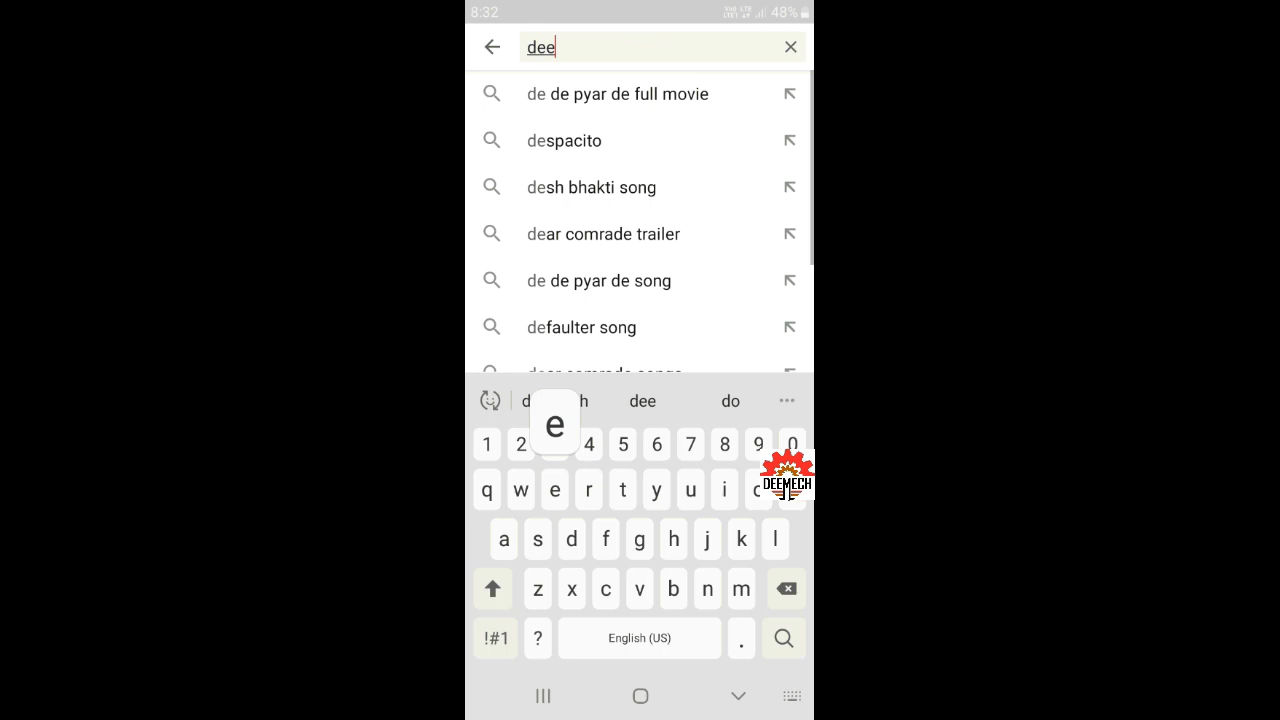 8:32
VoLTE LTE1 48%
dee
de de pyar de full movie
despacito
desh bhakti song
dear comrade trailer
de de pyar de song
defaulter song
dee
do
e
1 2 4 5 6 7 8 9 0
q w e r t y u i
DEEMECH
a s d f g h j k l
z x c v b n m
!#1 ? English (US) .